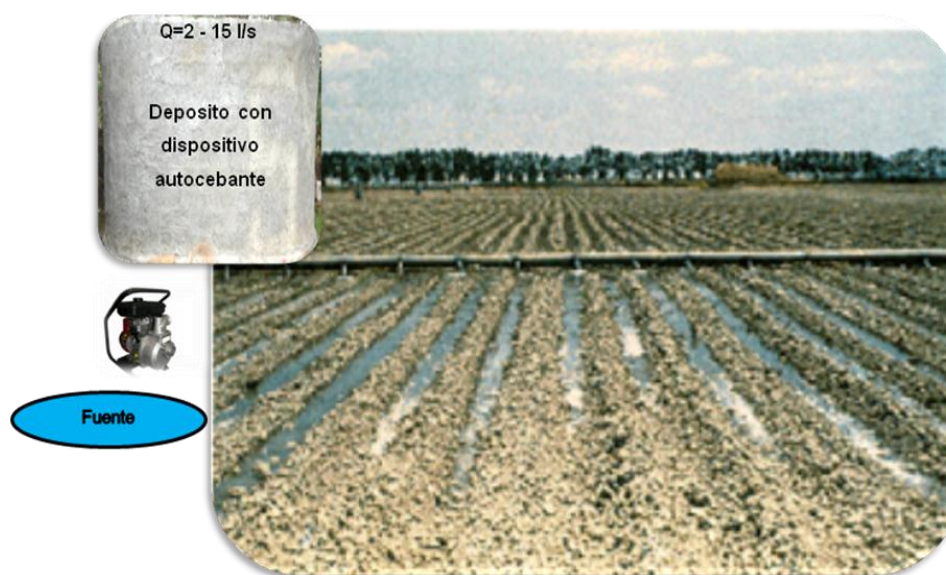 Q=2 - 15 l/s
Deposito con
dispositivo
autocebante
Fuente